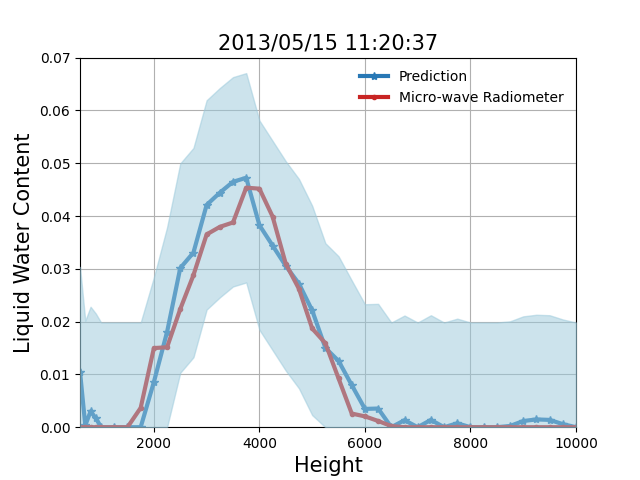 2013/05/15 11:20:37
Prediction
Micro-wave Radiometer
Liquid Water Content
0.07
0.06
0.05
0.04
0.03
0.02
0.01
0.00
2000 4000 6000 8000 10000
Height